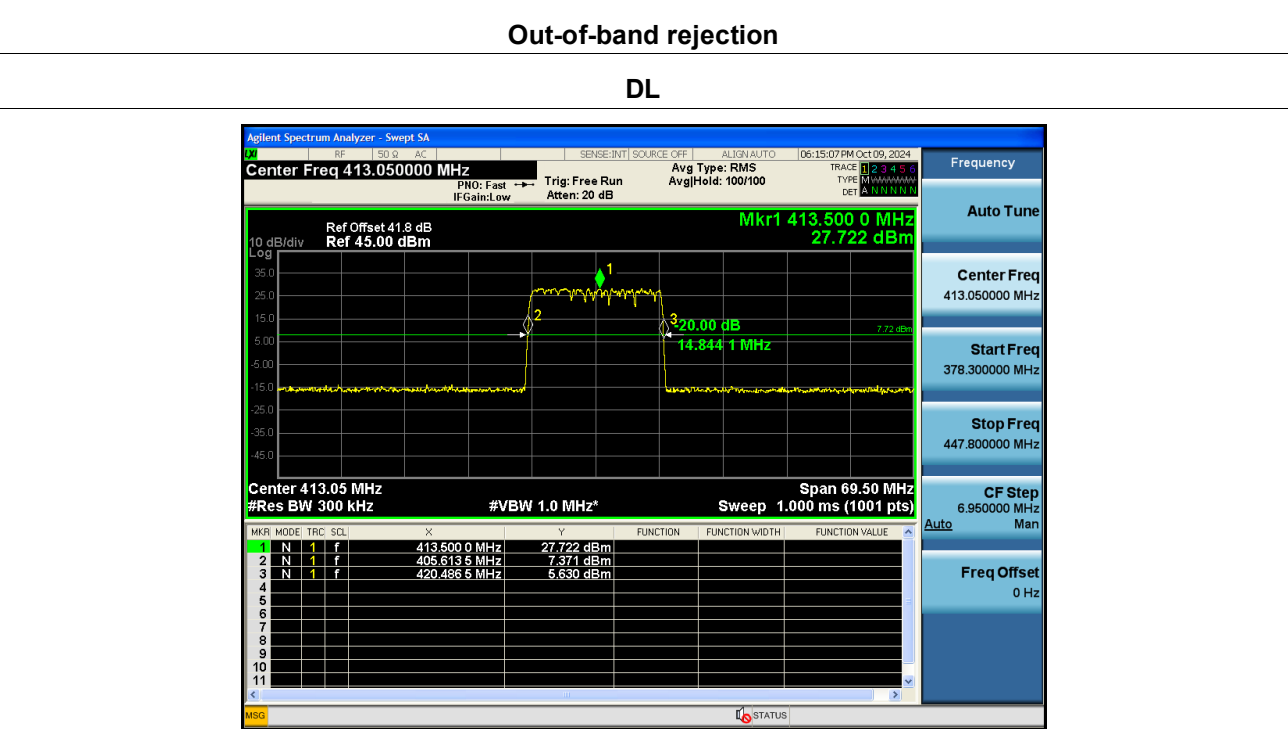 Out-of-band rejection
DL
Agilent Spectrum Analyzer - Swept SA
LXI RF 50 Ω AC SENSE:INT SOURCE OFF ALIGN AUTO 06:15:07 PM Oct 09, 2024
Center Freq 413.050000 MHz
PNO: Fast
IFGain:Low
Trig: Free Run
Atten: 20 dB
Avg Type: RMS
Avg|Hold: 100/100
TRACE 1 2 3 4 5 6
TYPE M WWWWW
DET A N N N N N
Mkr1 413.500 0 MHz
27.722 dBm
Ref Offset 41.8 dB
10 dB/div Ref 45.00 dBm
Log
35.0
25.0
15.0
5.00
-5.00
-15.0
-25.0
-35.0
-45.0
1
2
3
-20.00 dB
14.844 1 MHz
7.72 dBm
Center 413.05 MHz Span 69.50 MHz
#Res BW 300 kHz #VBW 1.0 MHz* Sweep 1.000 ms (1001 pts)
MKR MODE TRC SCL X Y FUNCTION FUNCTION WIDTH FUNCTION VALUE
1 N 1 f 413.500 0 MHz 27.722 dBm
2 N 1 f 405.613 5 MHz 7.371 dBm
3 N 1 f 420.486 5 MHz 5.630 dBm
4
5
6
7
8
9
10
11
MSG STATUS
Frequency
Auto Tune
Center Freq
413.050000 MHz
Start Freq
378.300000 MHz
Stop Freq
447.800000 MHz
CF Step
6.950000 MHz
Auto Man
Freq Offset
0 Hz